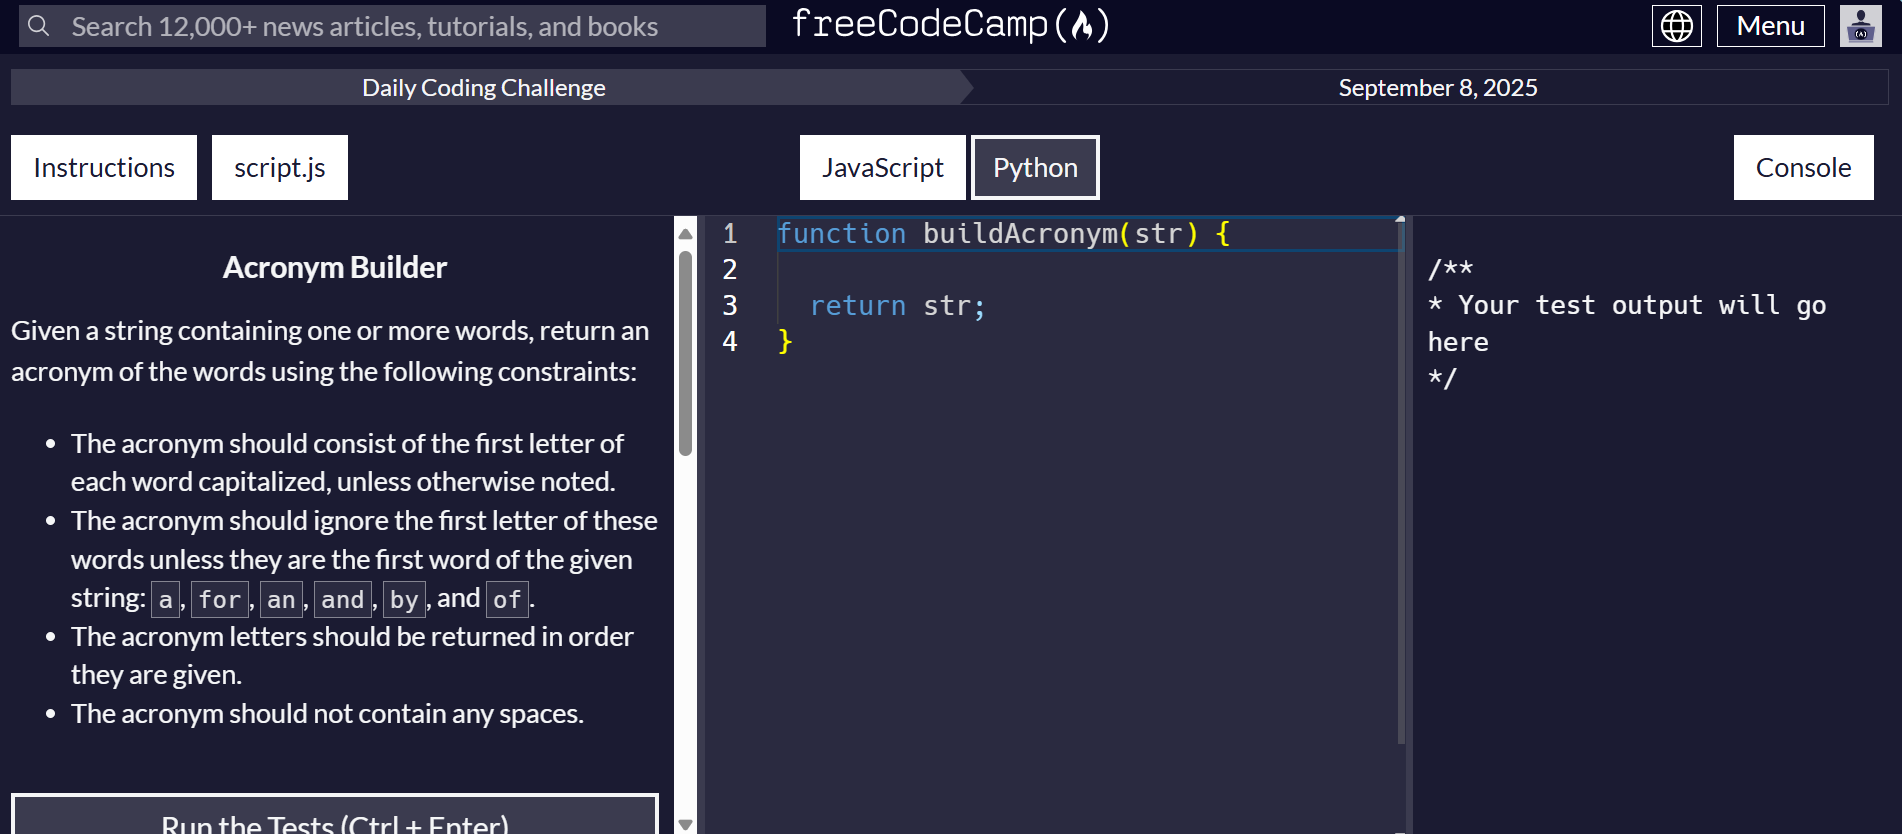 Search 12,000+ news articles, tutorials, and books
freeCodeCamp
Menu
Daily Coding Challenge
September 8, 2025
Instructions
script.js
JavaScript
Python
Console
Acronym Builder
Given a string containing one or more words, return an
acronym of the words using the following constraints:
• The acronym should consist of the first letter of
each word capitalized, unless otherwise noted.
• The acronym should ignore the first letter of these
words unless they are the first word of the given
string: a, for, an, and, by, and of.
• The acronym letters should be returned in order
they are given.
• The acronym should not contain any spaces.
Run the Tests (Ctrl + Enter)
1 function buildAcronym(str) {
2
3 return str;
4 }
/**
* Your test output will go
here
*/